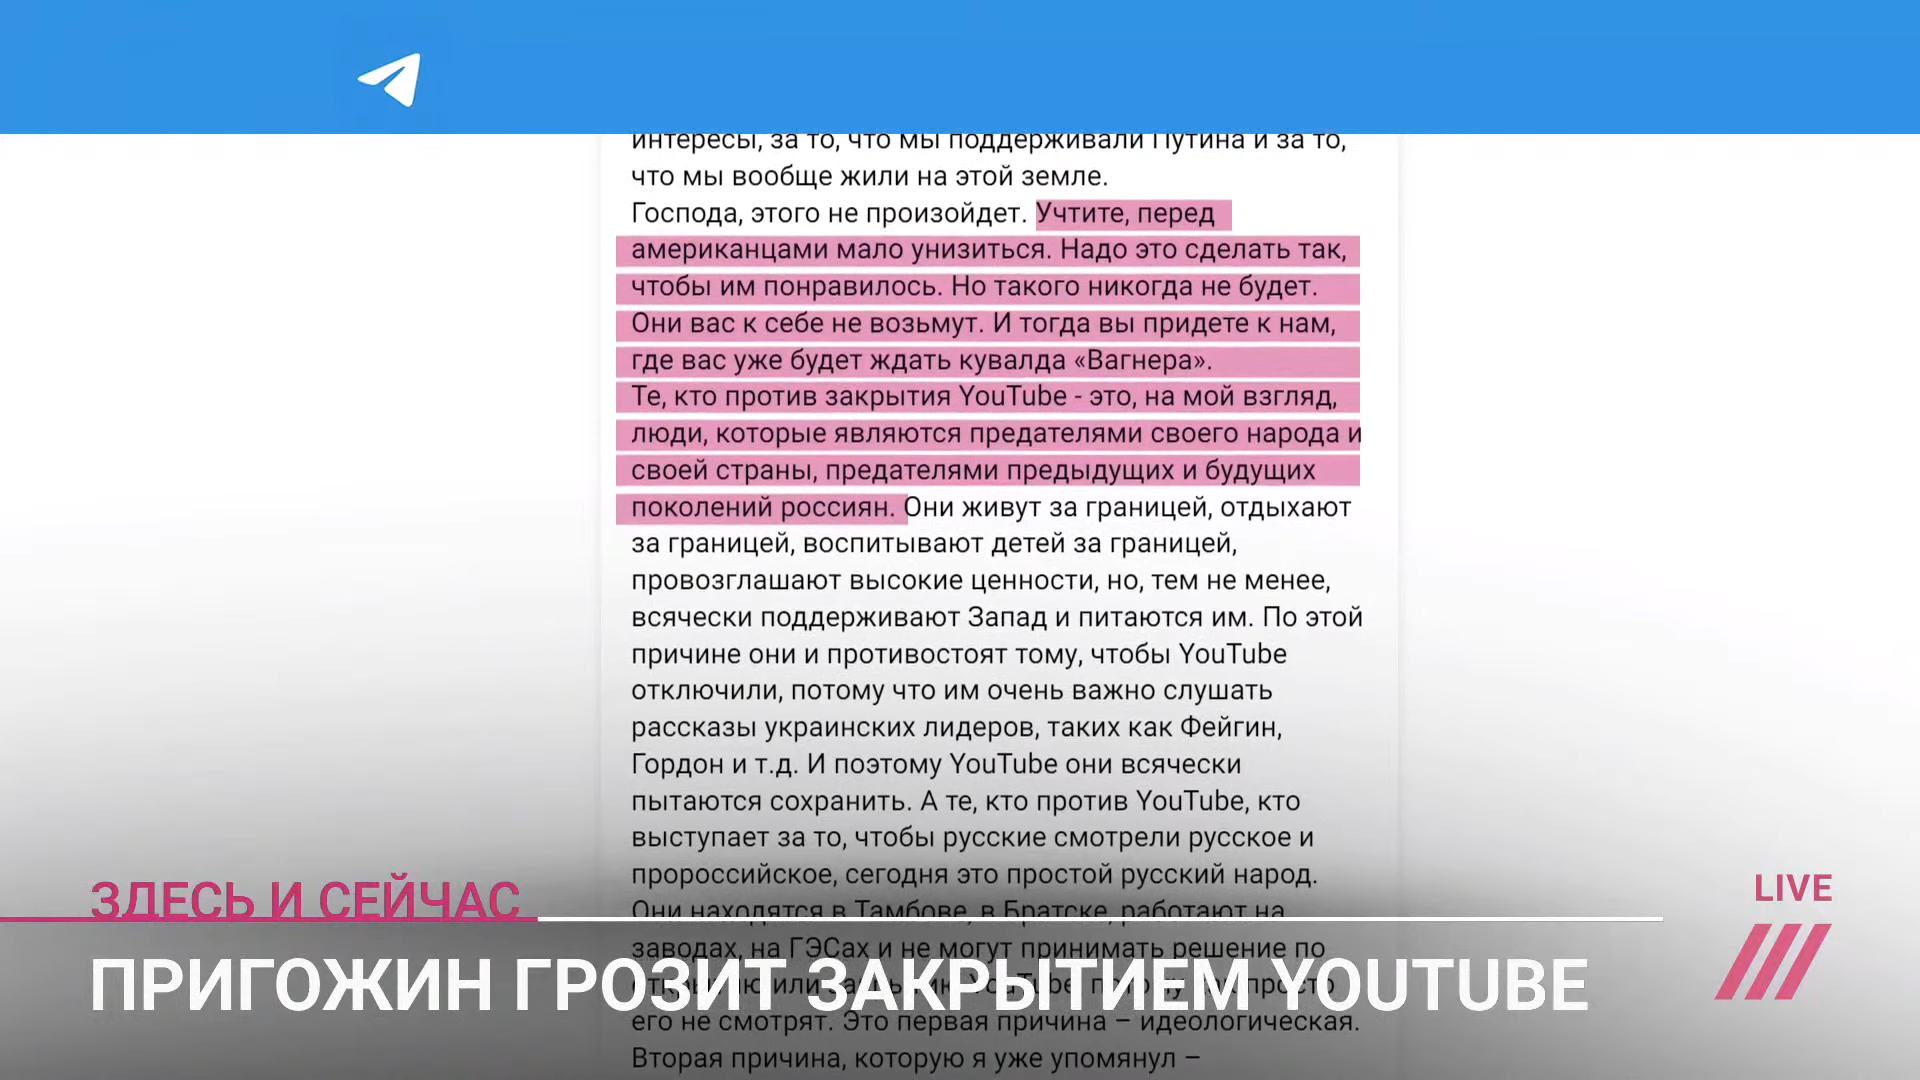 интересы, за то, что мы поддерживали Путина и за то,
что мы вообще жили на этой земле.
Господа, этого не произойдет. Учтите, перед
американцами мало унизиться. Надо это сделать так,
чтобы им понравилось. Но такого никогда не будет.
Они вас к себе не возьмут. И тогда вы придете к нам,
где вас уже будет ждать кувалда «Вагнера».
Те, кто против закрытия YouTube - это, на мой взгляд,
люди, которые являются предателями своего народа и
своей страны, предателями предыдущих и будущих
поколений россиян. Они живут за границей, отдыхают
за границей, воспитывают детей за границей,
провозглашают высокие ценности, но, тем не менее,
всячески поддерживают Запад и питаются им. По этой
причине они и противостоят тому, чтобы YouTube
отключили, потому что им очень важно слушать
рассказы украинских лидеров, таких как Фейгин,
Гордон и т.д. И поэтому YouTube они всячески
пытаются сохранить. А те, кто против YouTube, кто
выступает за то, чтобы русские смотрели русское и
пророссийское, сегодня это простой русский народ.
Они находятся в Тамбове, в Братске, работают на
заводах, на ГЭСах и не могут принимать решение по
его не смотрят. Это первая причина – идеологическая.
Вторая причина, которую я уже упомянул –
ЗДЕСЬ И СЕЙЧАС
ПРИГОЖИН ГРОЗИТ ЗАКРЫТИЕМ YOUTUBE
LIVE